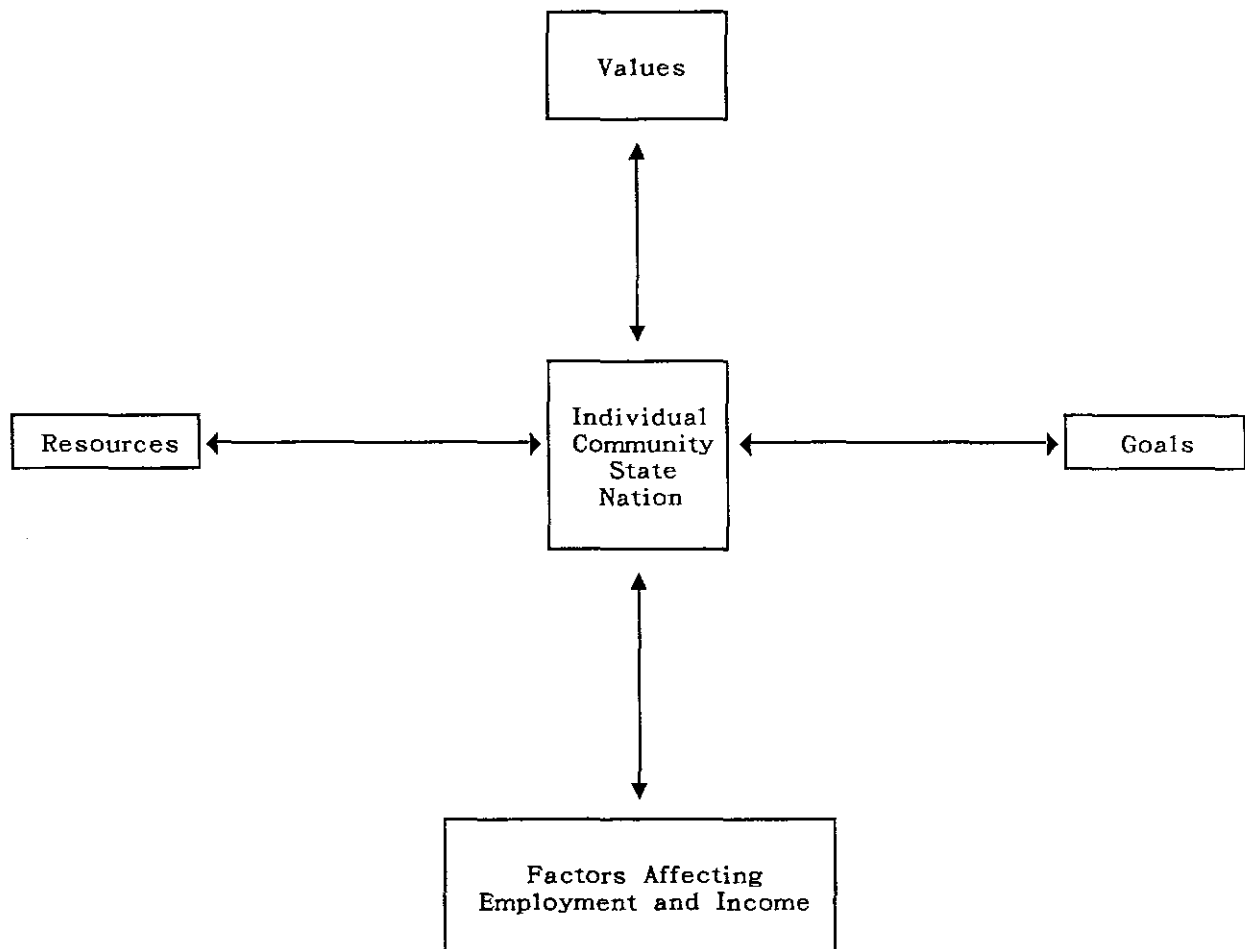 Values
Resources
Individual
Community
State
Nation
Goals
Factors Affecting
Employment and Income